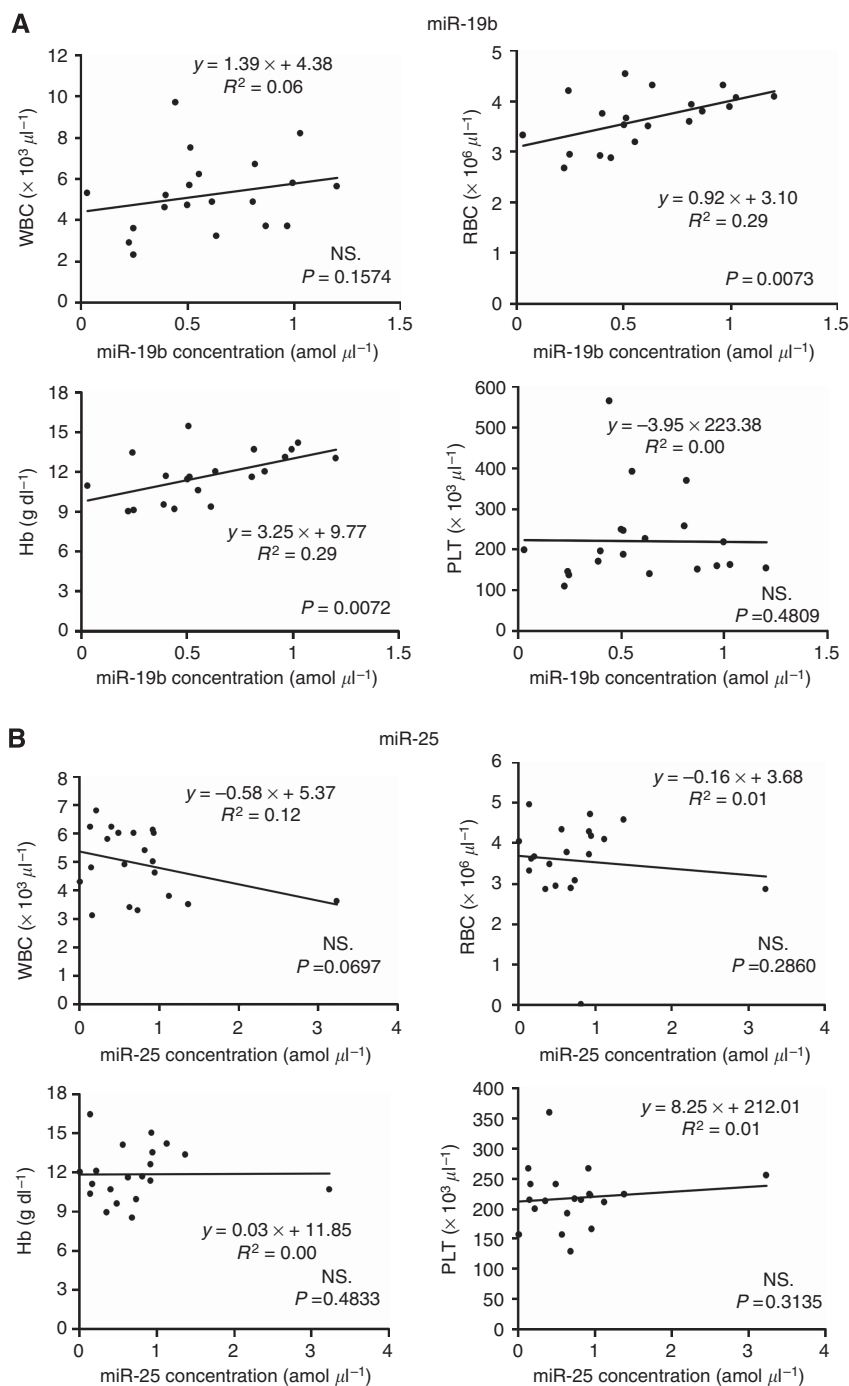 A
miR-19b
12
10
8
6
4
2
0
WBC (× 10³ μl⁻¹)
y = 1.39 × + 4.38
R² = 0.06
NS.
P = 0.1574
0 0.5 1 1.5
miR-19b concentration (amol μl⁻¹)
5
4
3
2
1
0
RBC (× 10⁶ μl⁻¹)
y = 0.92 × + 3.10
R² = 0.29
P = 0.0073
0 0.5 1 1.5
miR-19b concentration (amol μl⁻¹)
18
15
12
9
6
3
0
Hb (g dl⁻¹)
y = 3.25 × + 9.77
R² = 0.29
P = 0.0072
0 0.5 1 1.5
miR-19b concentration (amol μl⁻¹)
600
500
400
300
200
100
0
PLT (× 10³ μl⁻¹)
y = –3.95 × 223.38
R² = 0.00
NS.
P =0.4809
0 0.5 1 1.5
miR-19b concentration (amol μl⁻¹)
B
miR-25
8
7
6
5
4
3
2
1
0
WBC (× 10³ μl⁻¹)
y = –0.58 × + 5.37
R² = 0.12
NS.
P =0.0697
0 1 2 3 4
miR-25 concentration (amol μl⁻¹)
6
5
4
3
2
1
0
RBC (× 10⁶ μl⁻¹)
y = –0.16 × + 3.68
R² = 0.01
NS.
P =0.2860
0 1 2 3 4
miR-25 concentration (amol μl⁻¹)
18
15
12
9
6
3
0
Hb (g dl⁻¹)
y = 0.03 × + 11.85
R² = 0.00
NS.
P =0.4833
0 1 2 3 4
miR-25 concentration (amol μl⁻¹)
400
350
300
250
200
150
100
50
0
PLT (× 10³ μl⁻¹)
y = 8.25 × + 212.01
R² = 0.01
NS.
P =0.3135
0 1 2 3 4
miR-25 concentration (amol μl⁻¹)